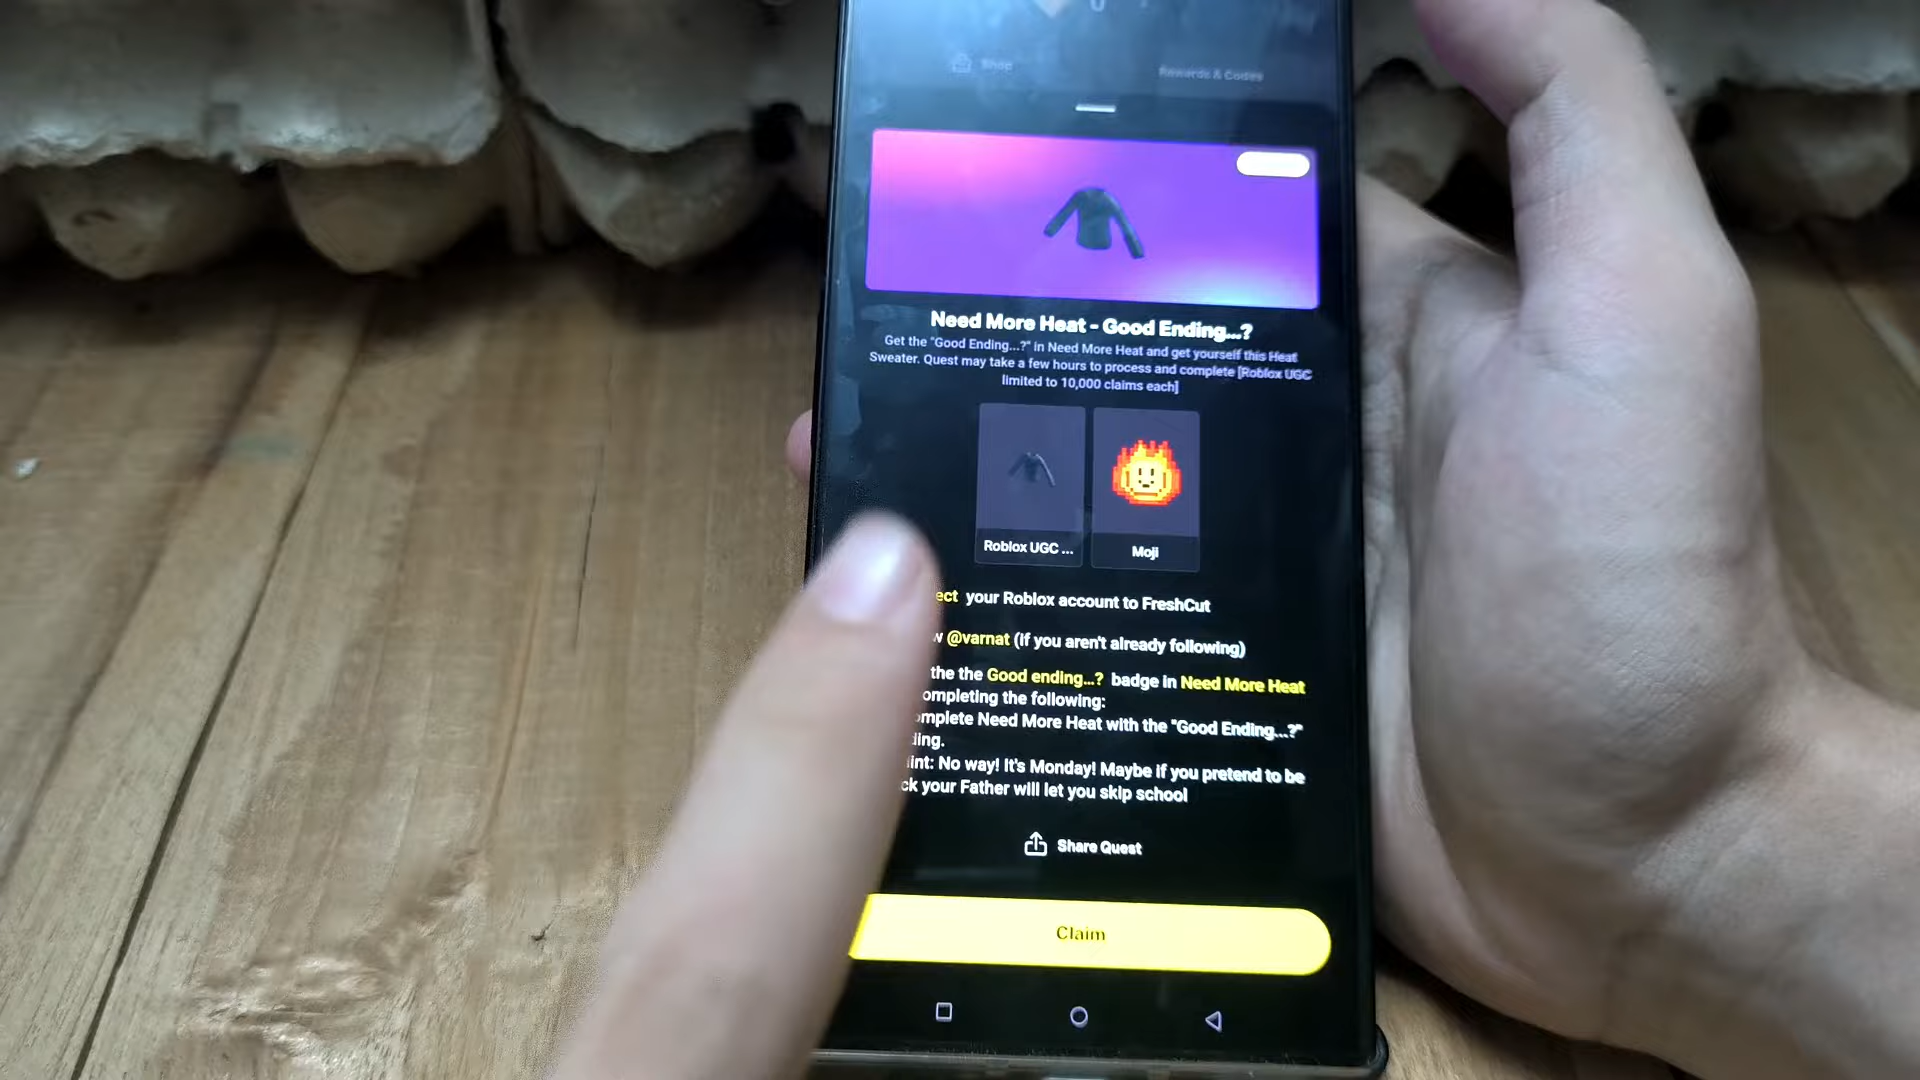 Shop
Rewards & Codes
Need More Heat - Good Ending...?
Get the "Good Ending...?" in Need More Heat and get yourself this Heat
Sweater. Quest may take a few hours to process and complete [Roblox UGC
limited to 10,000 claims each]
Roblox UGC ...
Moji
ect your Roblox account to FreshCut
w @varnat (if you aren't already following)
the the Good ending...? badge in Need More Heat
ompleting the following:
omplete Need More Heat with the "Good Ending...?"
ding.
int: No way! It's Monday! Maybe if you pretend to be
ck your Father will let you skip school
Share Quest
Claim